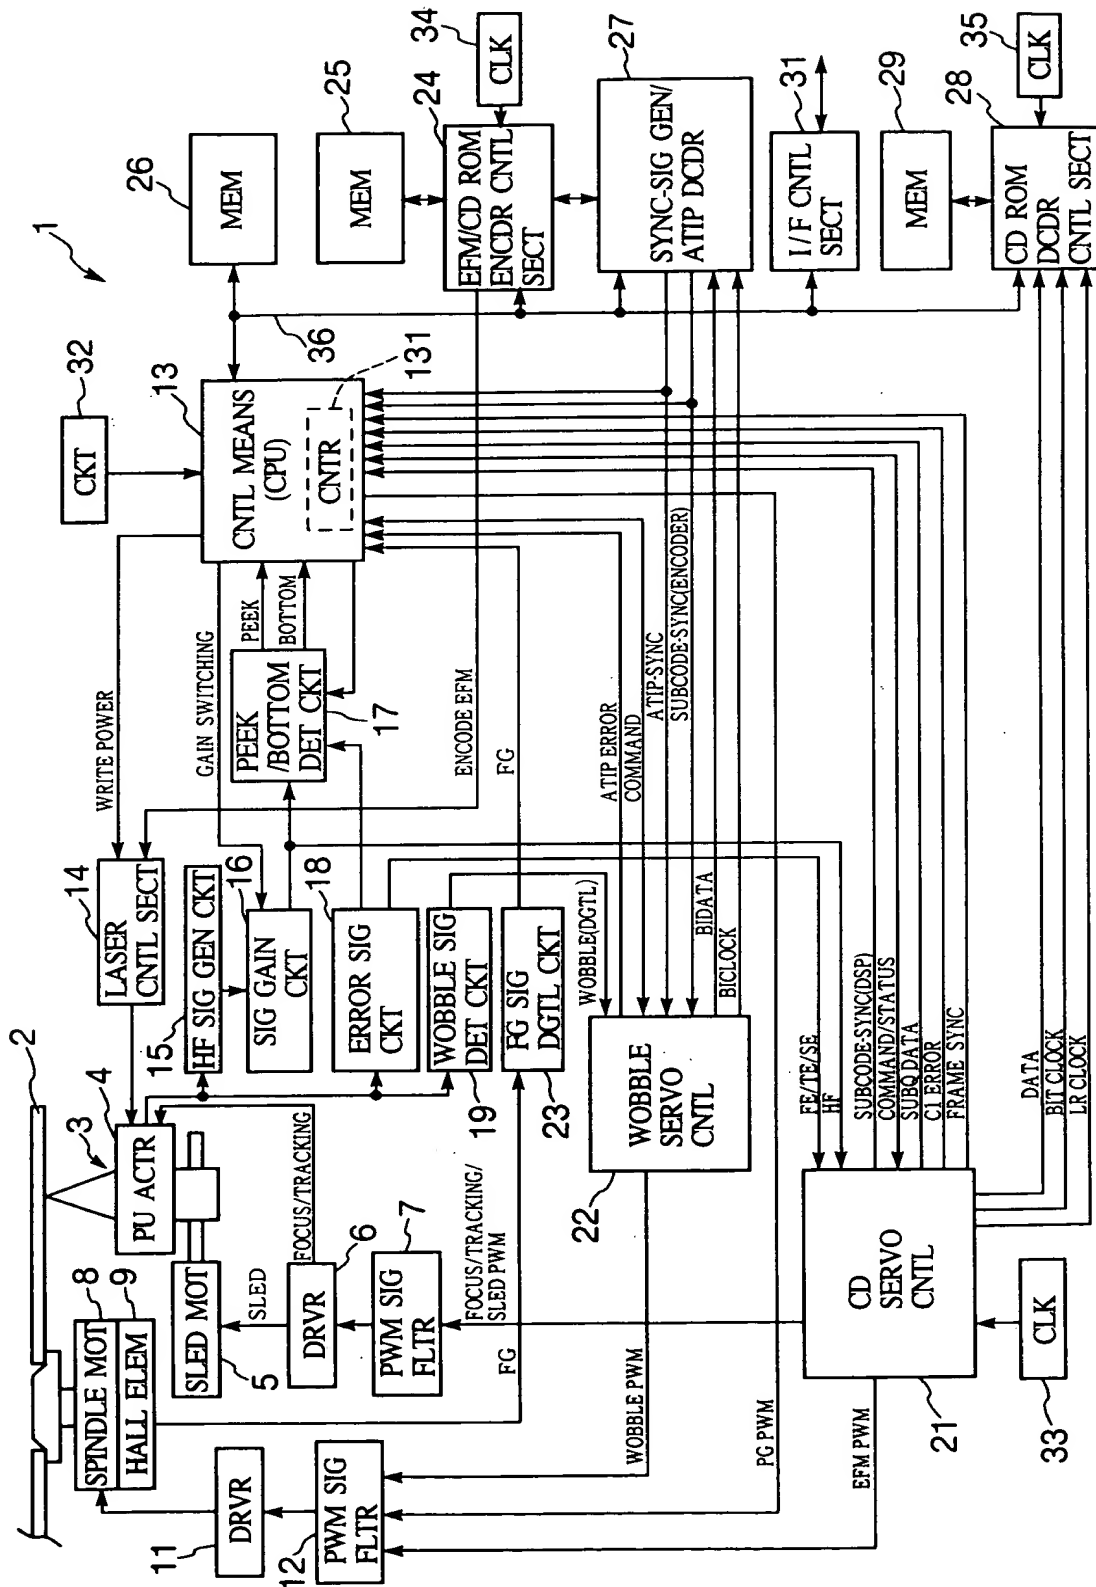 1
2
SPINDLE MOT
8
HALL ELEM
9
3
4
PU ACTR
SLED MOT
5
SLED
FOCUS/TRACKING
DRVR
6
PWM SIG
FLTR
7
FOCUS/TRACKING/
SLED PWM
DRVR
11
PWM SIG
FLTR
12
FG
WOBBLE PWM
PG PWM
EFM PWM
LASER
CNTL SECT
14
WRITE POWER
HF SIG GEN CKT
15
GAIN SWITCHING
SIG GAIN
CKT
16
PEEK
/BOTTOM
DET CKT
17
PEEK
BOTTOM
ERROR SIG
CKT
18
WOBBLE SIG
DET CKT
19
FG SIG
DGTL CKT
23
ENCODE EFM
FG
CKT
32
CNTL MEANS
(CPU)
13
CNTR
131
36
MEM
26
MEM
25
EFM/CD ROM
ENCDR CNTL
SECT
24
CLK
34
SYNC-SIG GEN/
ATIP DCDR
27
I/F CNTL
SECT
31
MEM
29
CD ROM
DCDR
CNTL SECT
28
CLK
35
WOBBLE
SERVO
CNTL
22
WOBBLE(DGTL)
ATIP ERROR
COMMAND
ATIP-SYNC
SUBCODE-SYNC(ENCODER)
BIDATA
BICLOCK
CD
SERVO
CNTL
21
CLK
33
FE/TE/SE
HF
SUBCODE-SYNC(DSP)
COMMAND/STATUS
SUBQ DATA
C1 ERROR
FRAME SYNC
DATA
BIT CLOCK
LR CLOCK